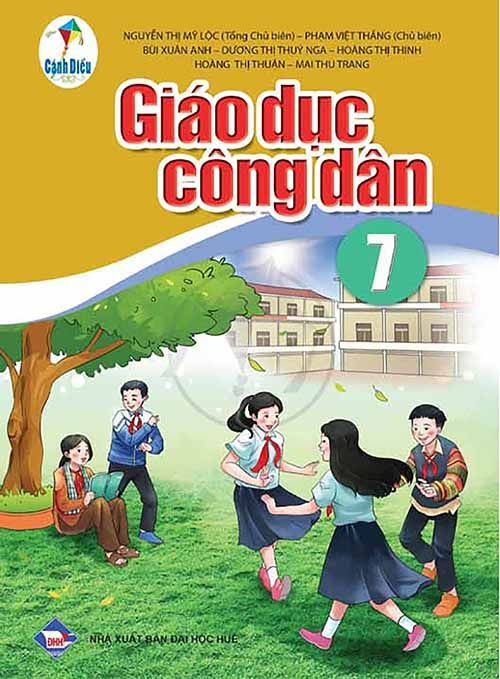 NGUYỄN THỊ MỸ LỘC (Tổng Chủ biên) – PHẠM VIỆT THẮNG (Chủ biên)
BÙI XUÂN ANH – DƯƠNG THỊ THUÝ NGA – HOÀNG THỊ THINH
HOÀNG THỊ THUẬN – MAI THU TRANG
Cánh Diều
Giáo dục
công dân
7
ĐHH
NHÀ XUẤT BẢN ĐẠI HỌC HUẾ